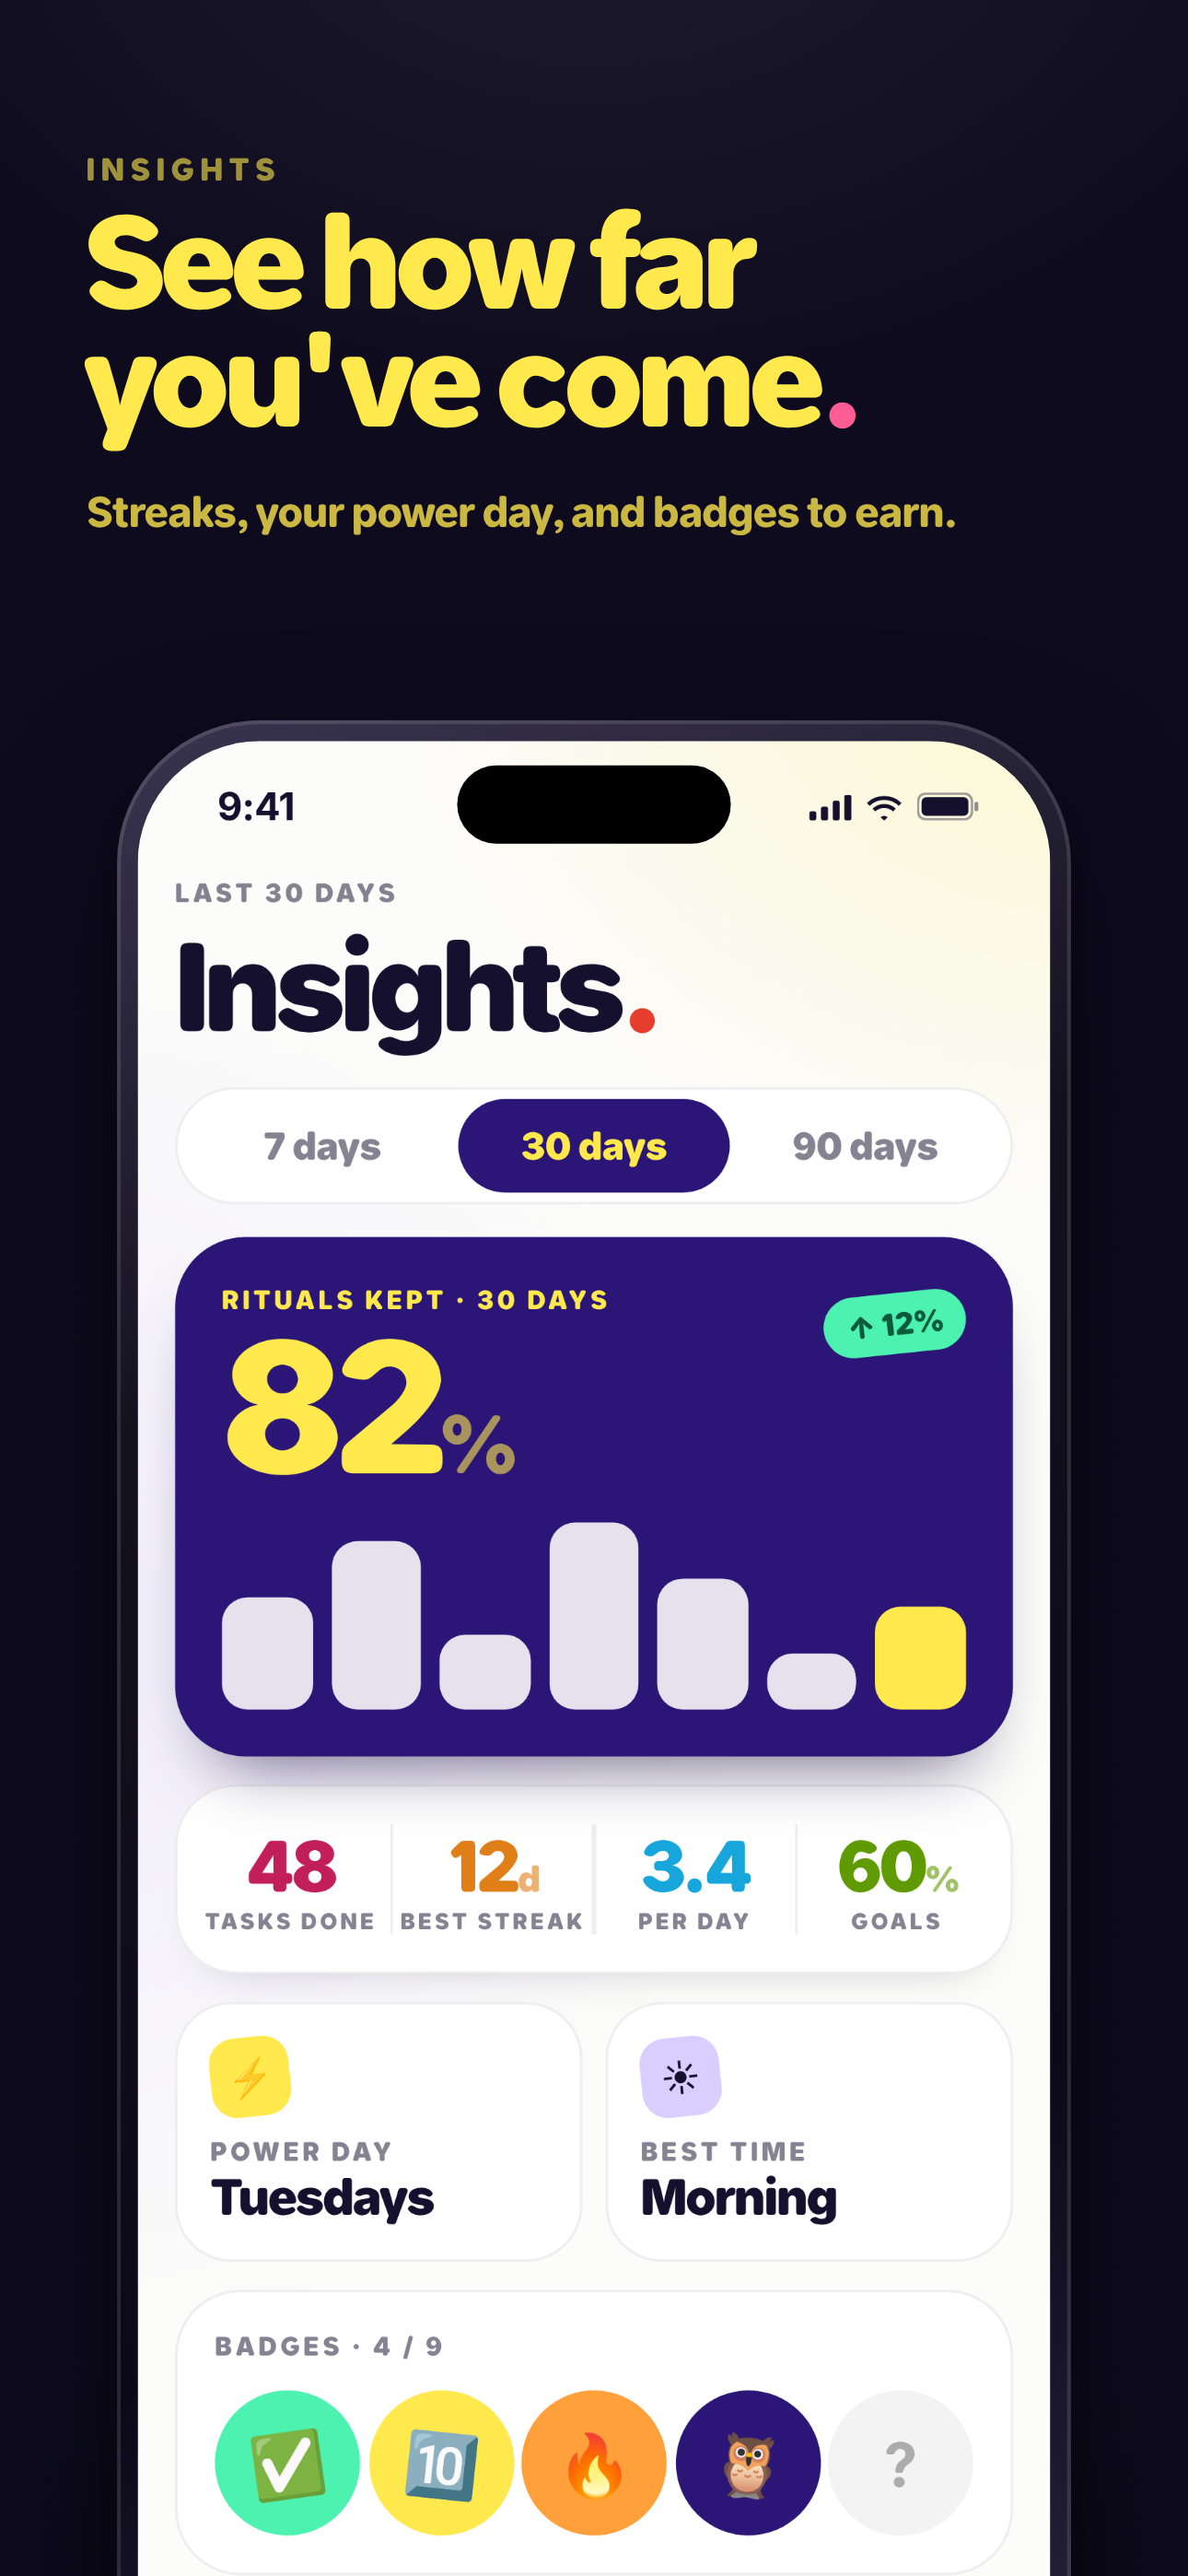 INSIGHTS
See how far
you've come.
Streaks, your power day, and badges to earn.
9:41
LAST 30 DAYS
Insights.
7 days 30 days 90 days
RITUALS KEPT · 30 DAYS
↑ 12%
82%
48 12d 3.4 60%
TASKS DONE BEST STREAK PER DAY GOALS
POWER DAY BEST TIME
Tuesdays Morning
BADGES · 4 / 9
10 ?